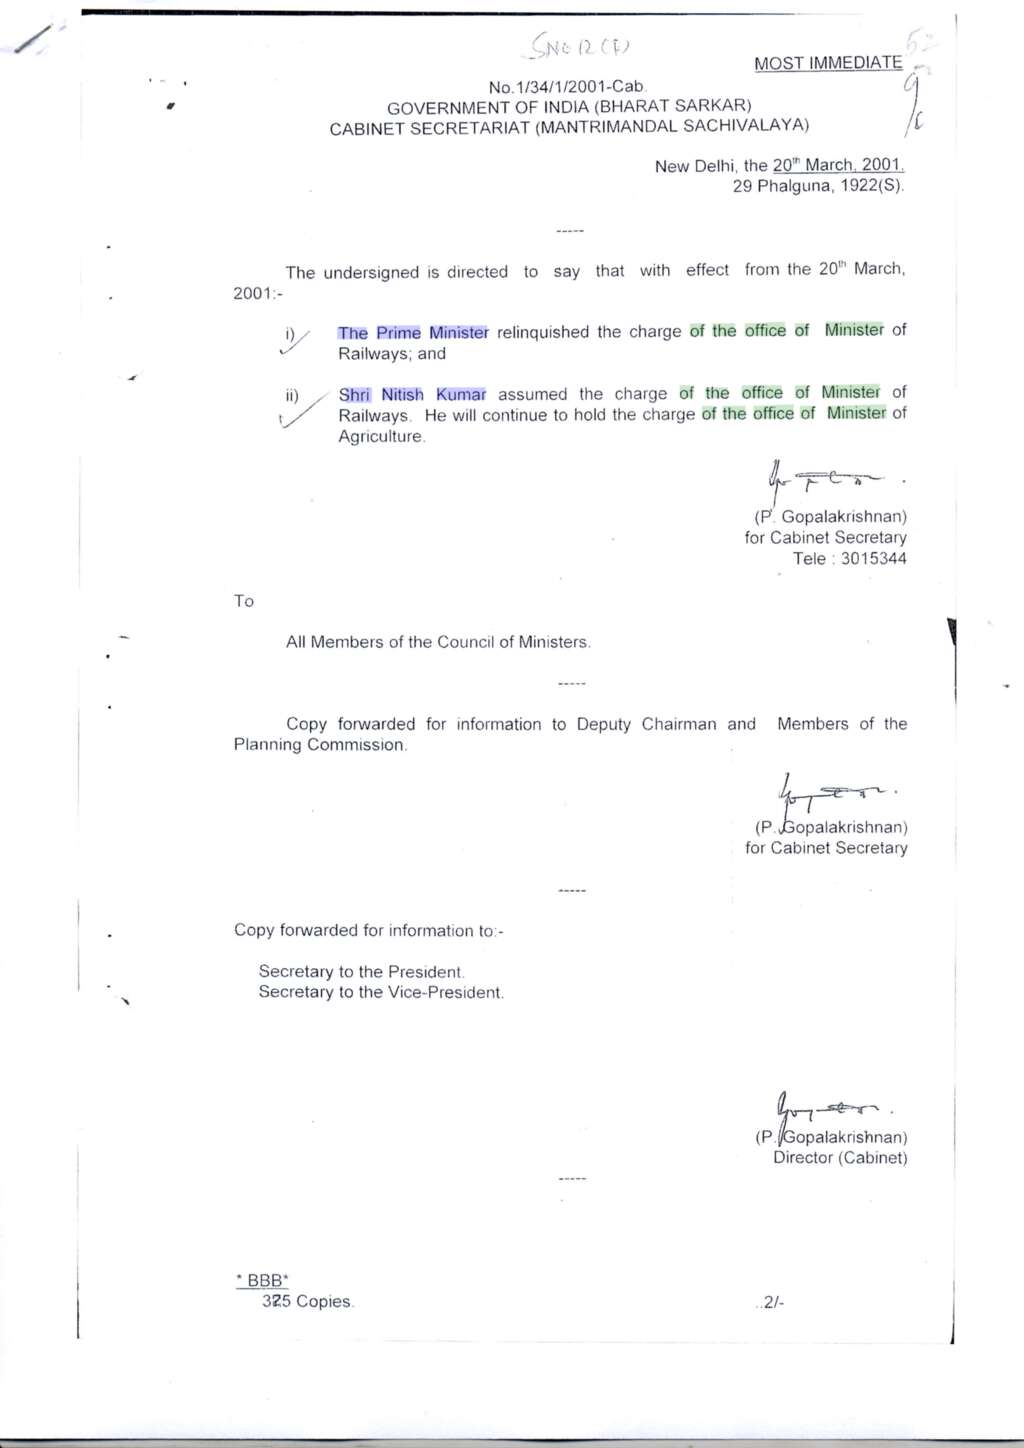 SNo 12 (F)
MOST IMMEDIATE
No.1/34/1/2001-Cab.
GOVERNMENT OF INDIA (BHARAT SARKAR)
CABINET SECRETARIAT (MANTRIMANDAL SACHIVALAYA)
New Delhi, the 20th March, 2001.
29 Phalguna, 1922(S).
-----
The undersigned is directed to say that with effect from the 20th March,
2001:-
i) The Prime Minister relinquished the charge of the office of Minister of
Railways; and
ii) Shri Nitish Kumar assumed the charge of the office of Minister of
Railways. He will continue to hold the charge of the office of Minister of
Agriculture.
(P. Gopalakrishnan)
for Cabinet Secretary
Tele : 3015344
To
All Members of the Council of Ministers.
-----
Copy forwarded for information to Deputy Chairman and Members of the
Planning Commission.
(P. Gopalakrishnan)
for Cabinet Secretary
-----
Copy forwarded for information to:-
Secretary to the President.
Secretary to the Vice-President.
(P. Gopalakrishnan)
Director (Cabinet)
-----
* BBB*
325 Copies.
..2/-